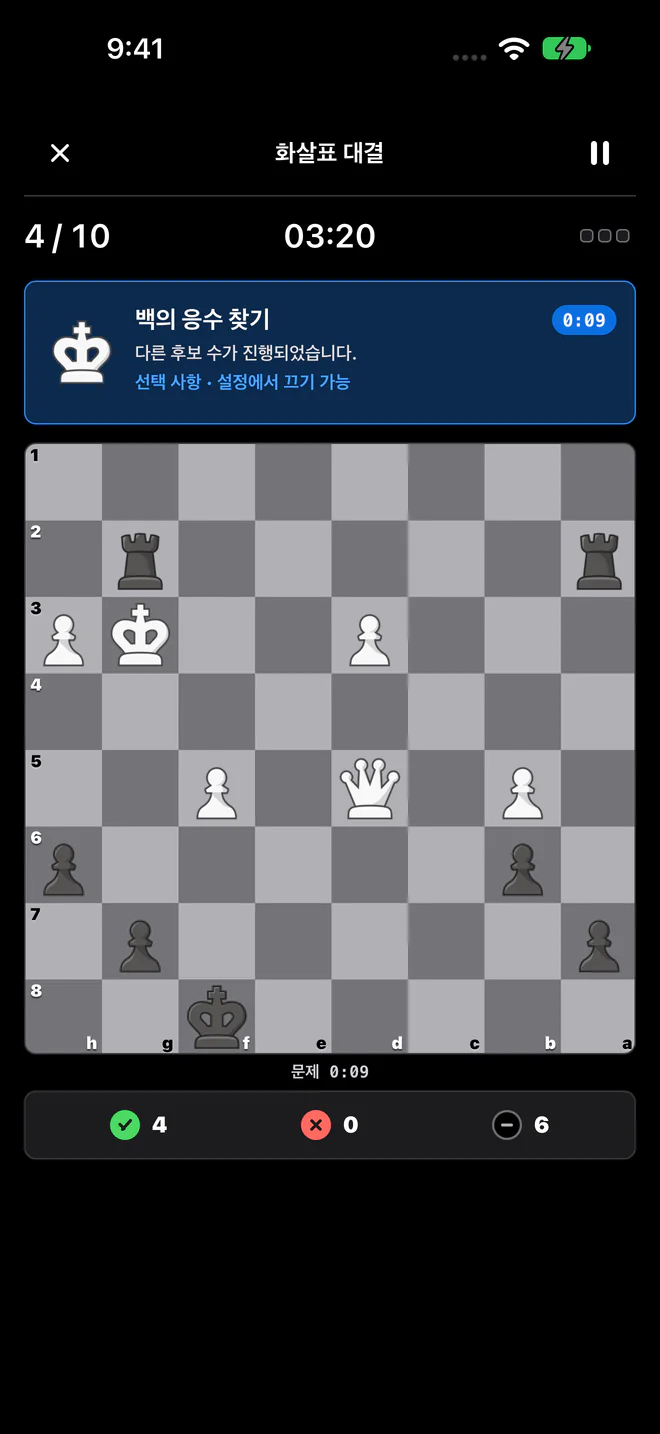 9:41
화살표 대결
4 / 10
03:20
백의 응수 찾기
0:09
다른 후보 수가 진행되었습니다.
선택 사항 • 설정에서 끄기 가능
1
2
3
4
5
6
7
8
h g f e d c b a
문제 0:09
4 0 6